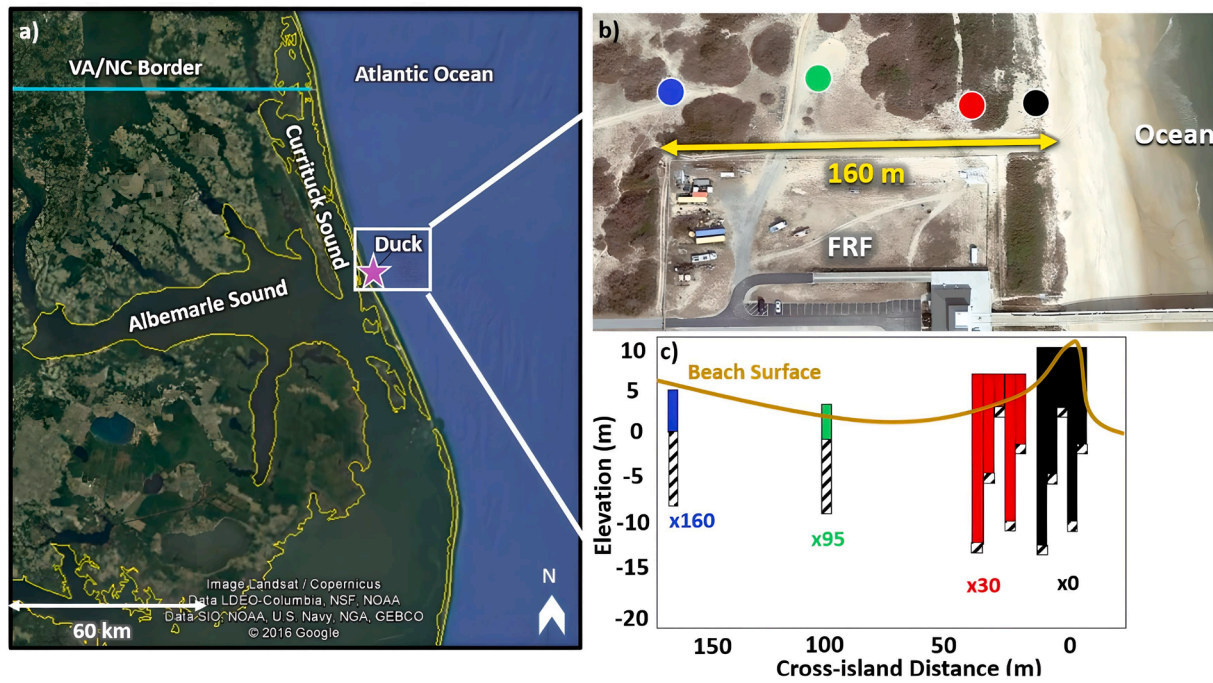 a)
VA/NC Border
Atlantic Ocean
Currituck Sound
Duck
Albemarle Sound
Image Landsat / Copernicus
Data LDEO-Columbia, NSF, NOAA
Data SIO, NOAA, U.S. Navy, NGA, GEBCO
© 2016 Google
60 km
N
b)
Ocean
160 m
FRF
c)
Beach Surface
10
5
0
-5
-10
-15
-20
Elevation (m)
x160
x95
x30
x0
150
100
50
0
Cross-island Distance (m)